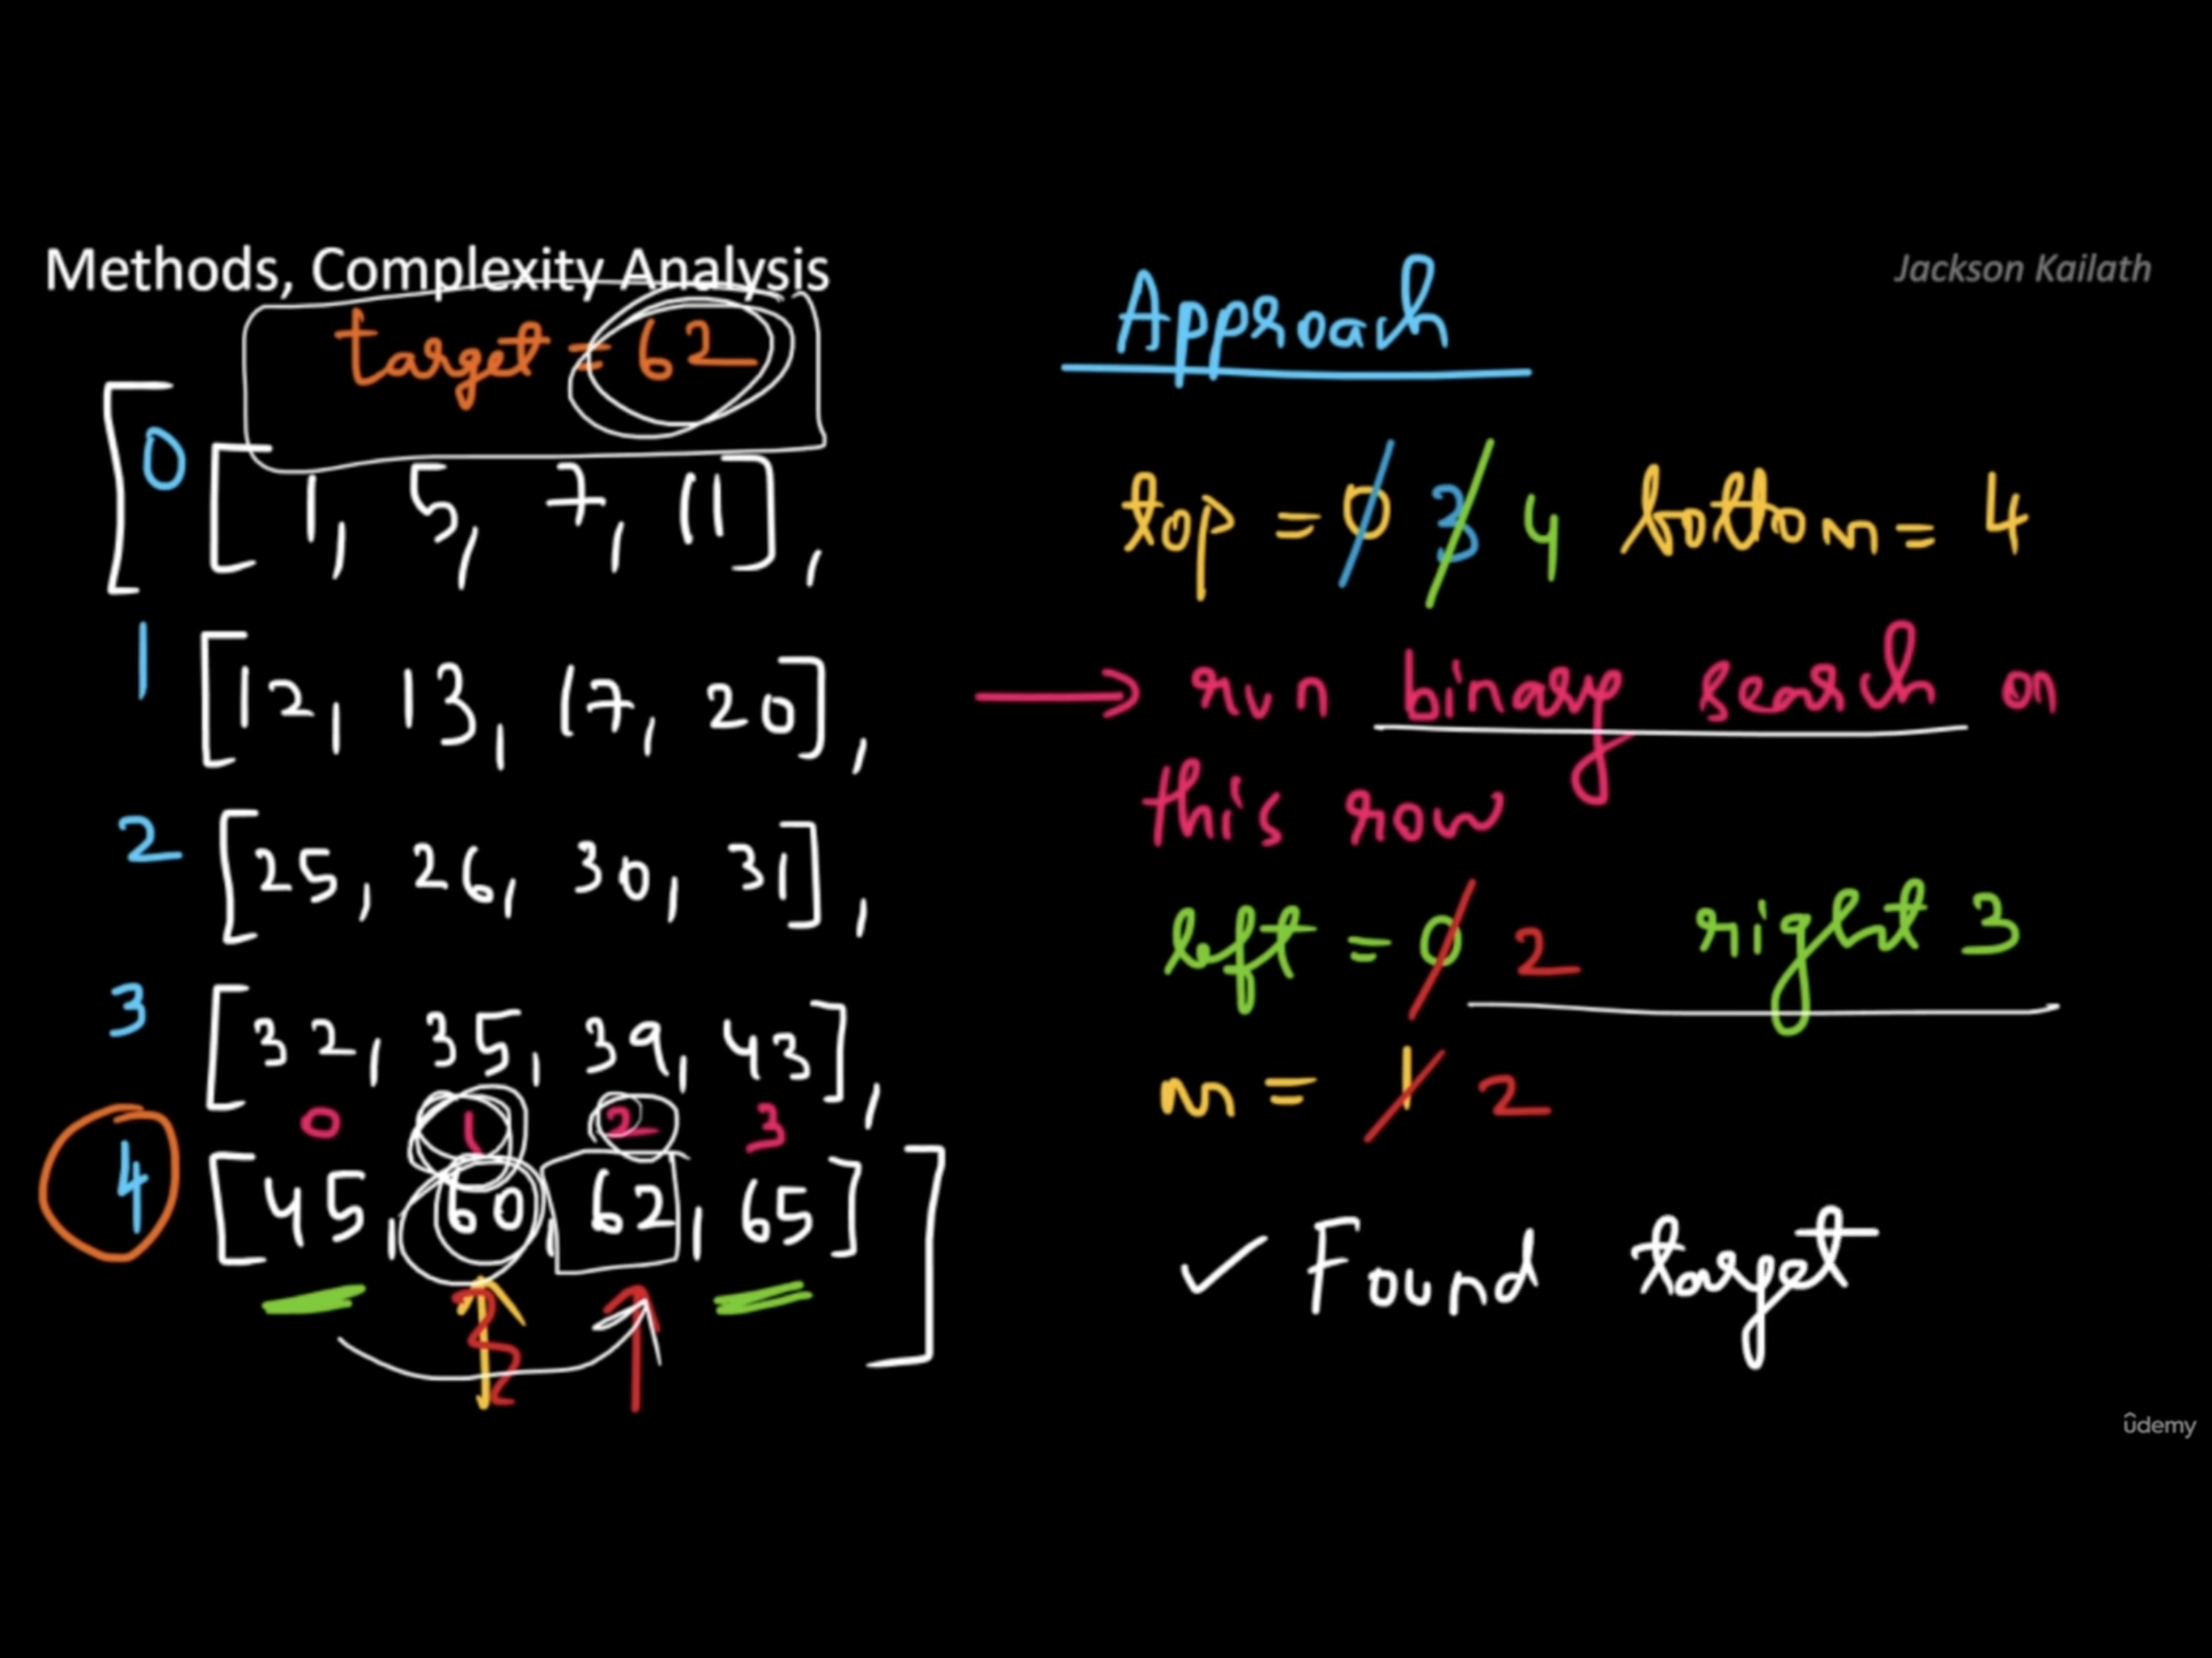 Methods, Complexity Analysis
Jackson Kailath
target = 62
0 [[1, 5, 7, 11],
1 [12, 13, 17, 20],
2 [25, 26, 30, 31],
3 [32, 35, 39, 43],
0 1 2 3
4 [45, 60, 62, 65]]
Approach
top = 0 3 4 bottom = 4
→ run binary search on
this row
left = 0 2 right 3
m = 1 2
✓ Found target
ûdemy